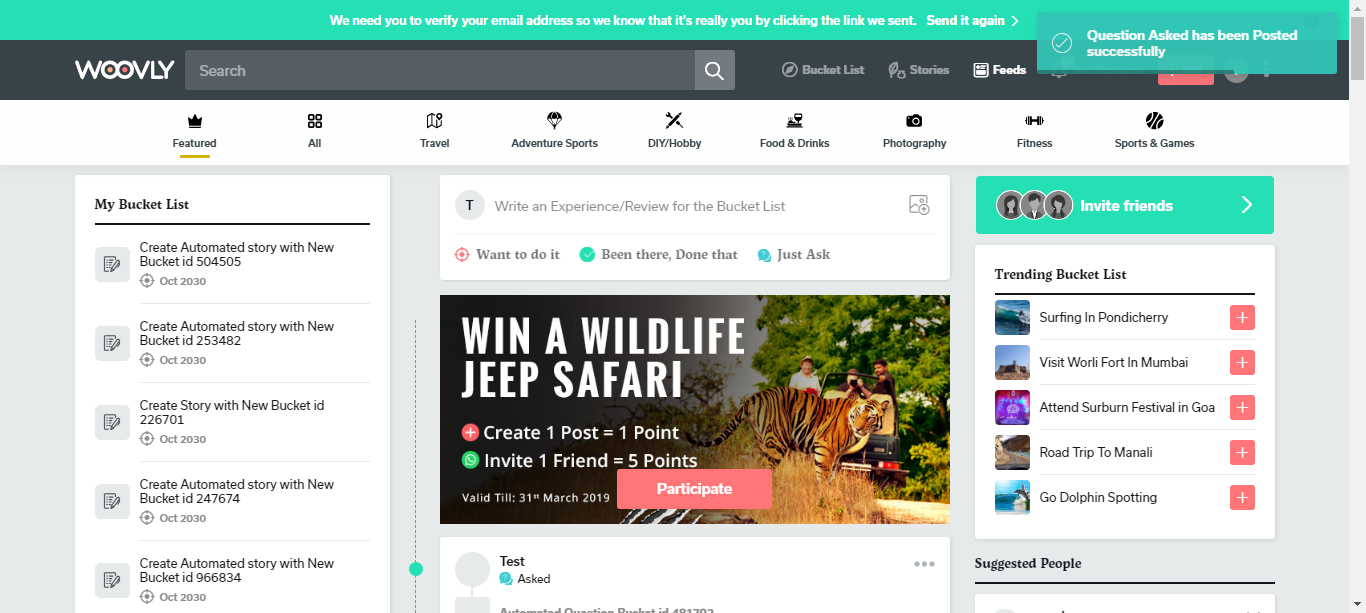 We need you to verify your email address so we know that it's really you by clicking the link we sent. Send it again
Question Asked has been Posted
successfully
WOOVLY
Search
Bucket List
Stories
Feeds
Featured
All
Travel
Adventure Sports
DIY/Hobby
Food & Drinks
Photography
Fitness
Sports & Games
My Bucket List
Create Automated story with New
Bucket id 504505
Oct 2030
Create Automated story with New
Bucket id 253482
Oct 2030
Create Story with New Bucket id
226701
Oct 2030
Create Automated story with New
Bucket id 247674
Oct 2030
Create Automated story with New
Bucket id 966834
Oct 2030
T
Write an Experience/Review for the Bucket List
Want to do it
Been there, Done that
Just Ask
WIN A WILDLIFE
JEEP SAFARI
Create 1 Post = 1 Point
Invite 1 Friend = 5 Points
Valid Till: 31st March 2019
Participate
Test
Asked
Automated Question Bucket id 481702
Invite friends
Trending Bucket List
Surfing In Pondicherry
Visit Worli Fort In Mumbai
Attend Surburn Festival in Goa
Road Trip To Manali
Go Dolphin Spotting
Suggested People